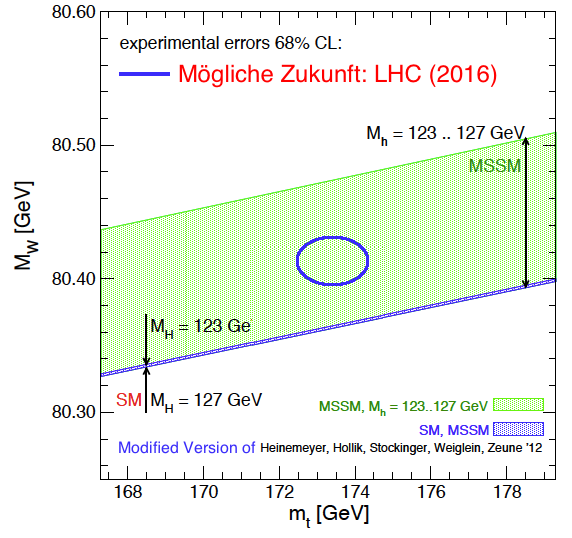 80.60
experimental errors 68% CL:
Mögliche Zukunft: LHC (2016)
M_h = 123 .. 127 GeV
80.50
MSSM
M_W [GeV]
80.40
M_H = 123 Ge
SM M_H = 127 GeV
80.30
MSSM, M_h = 123..127 GeV
SM, MSSM
Modified Version of Heinemeyer, Hollik, Stockinger, Weiglein, Zeune '12
168 170 172 174 176 178
m_t [GeV]